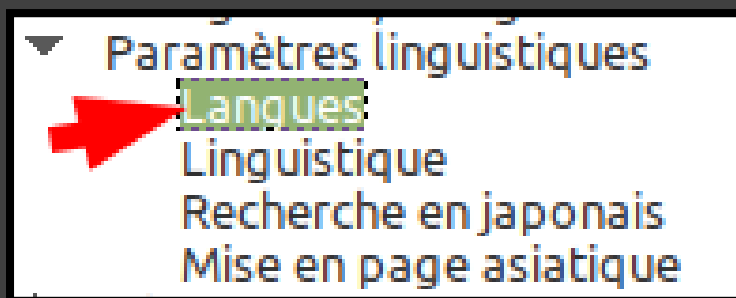 Paramètres linguistiques
Langues
Linguistique
Recherche en japonais
Mise en page asiatique